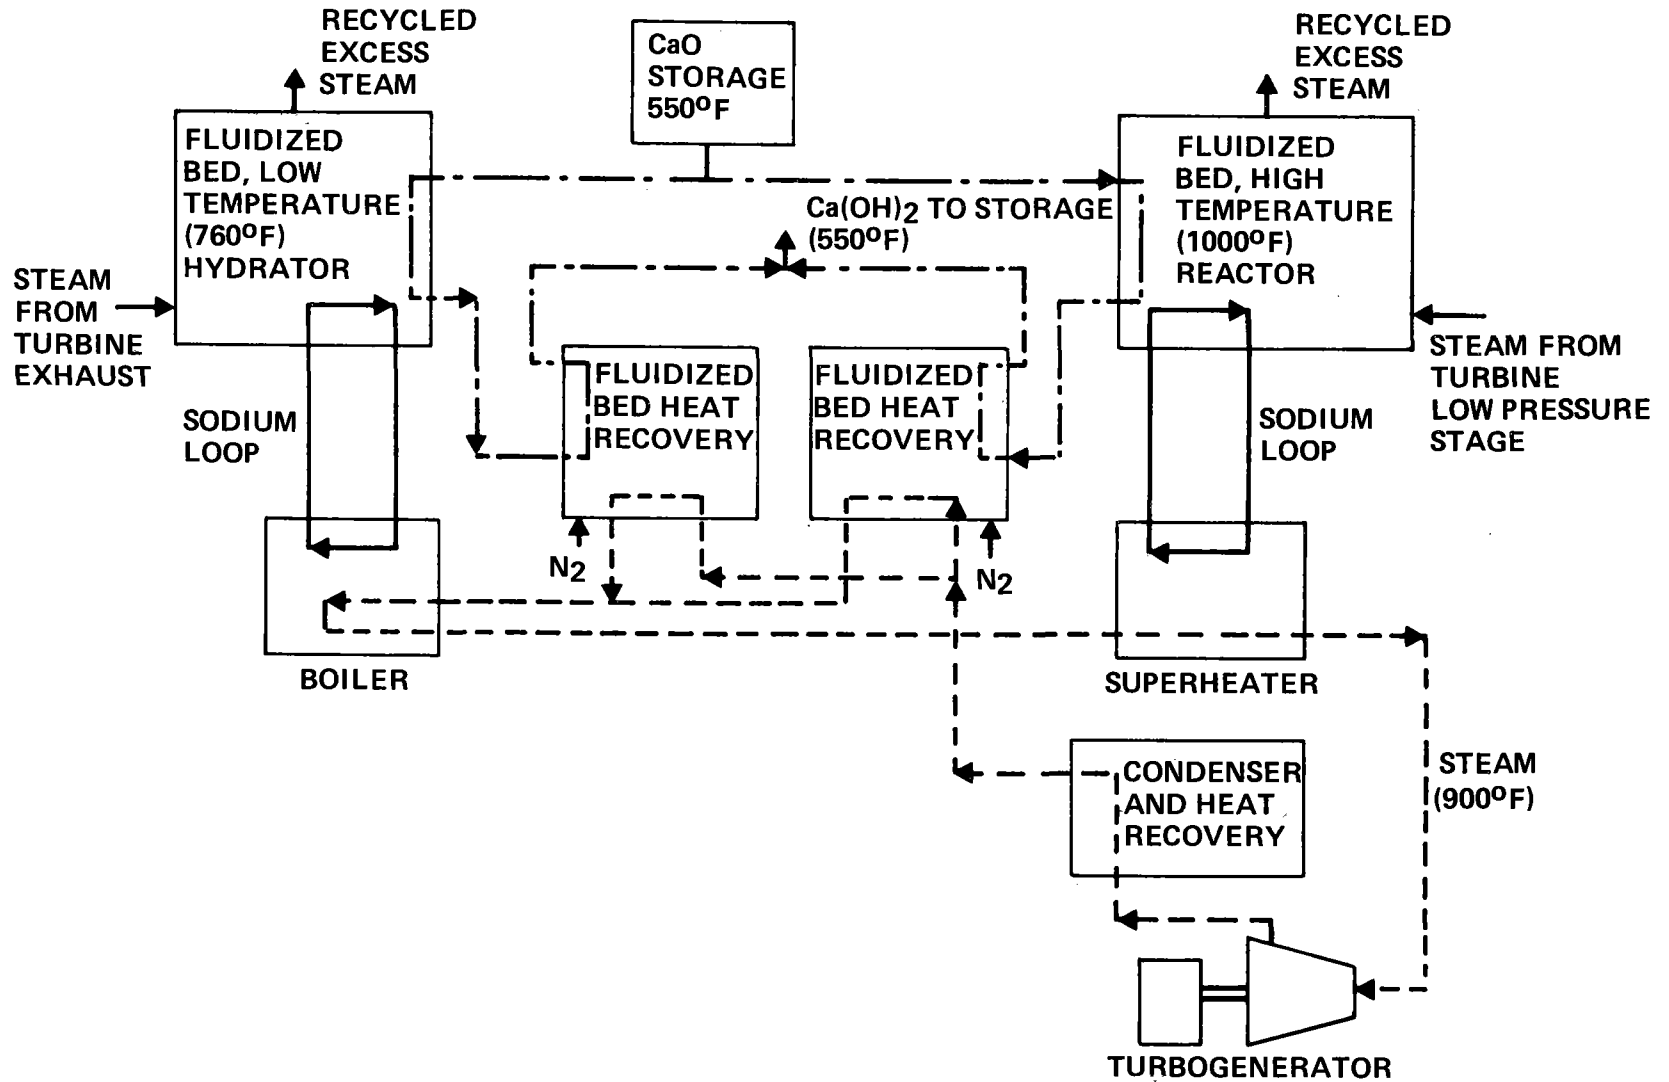 RECYCLED
EXCESS
STEAM
CaO
STORAGE
550°F
RECYCLED
EXCESS
STEAM
FLUIDIZED
BED, LOW
TEMPERATURE
(760°F)
HYDRATOR
FLUIDIZED
BED, HIGH
TEMPERATURE
(1000°F)
REACTOR
Ca(OH)2 TO STORAGE
(550°F)
STEAM
FROM
TURBINE
EXHAUST
STEAM FROM
TURBINE
LOW PRESSURE
STAGE
SODIUM
LOOP
FLUIDIZED
BED HEAT
RECOVERY
FLUIDIZED
BED HEAT
RECOVERY
SODIUM
LOOP
N2
N2
BOILER
SUPERHEATER
CONDENSER
AND HEAT
RECOVERY
STEAM
(900°F)
TURBOGENERATOR